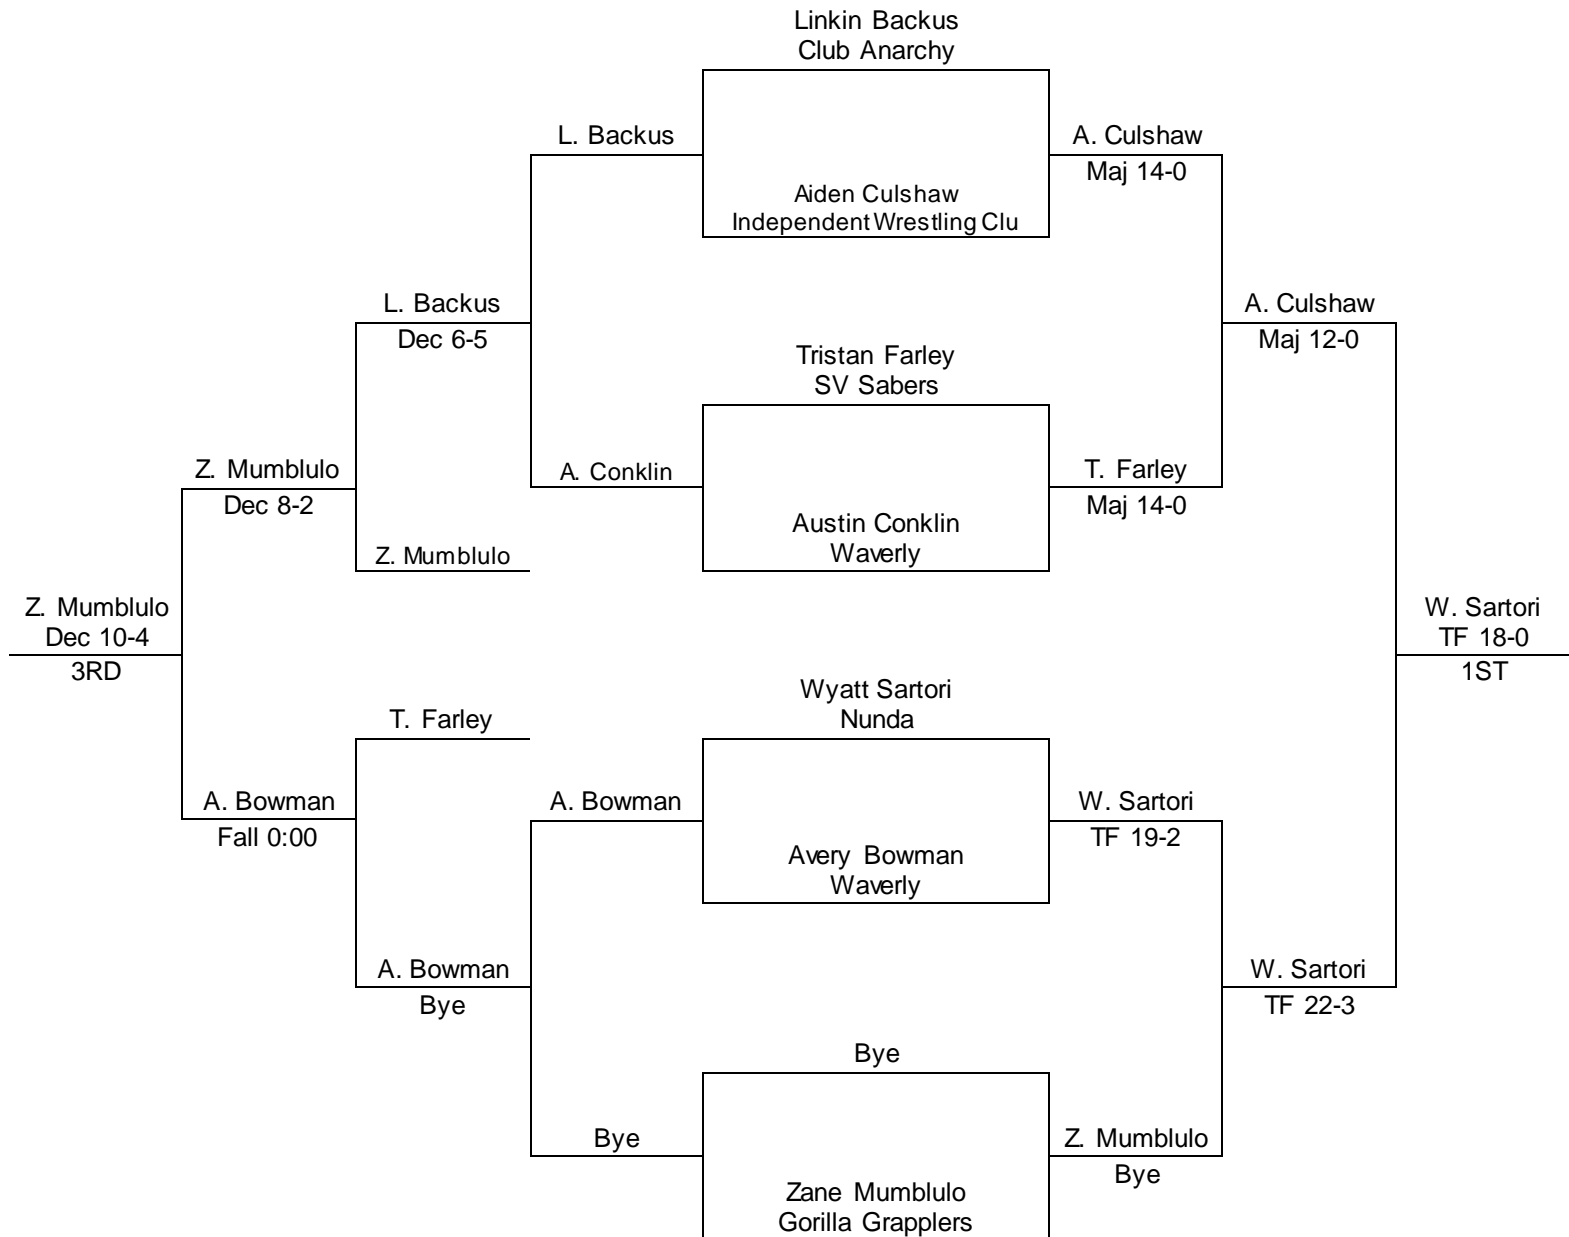 Linkin Backus
Club Anarchy
L. Backus
A. Culshaw
Maj 14-0
Aiden Culshaw
Independent Wrestling Clu
L. Backus
Dec 6-5
A. Culshaw
Maj 12-0
Tristan Farley
SV Sabers
Z. Mumblulo
Dec 8-2
A. Conklin
T. Farley
Maj 14-0
Austin Conklin
Waverly
Z. Mumblulo
Z. Mumblulo
Dec 10-4
3RD
W. Sartori
TF 18-0
1ST
Wyatt Sartori
Nunda
T. Farley
A. Bowman
Fall 0:00
A. Bowman
W. Sartori
TF 19-2
Avery Bowman
Waverly
A. Bowman
Bye
W. Sartori
TF 22-3
Bye
Bye
Z. Mumblulo
Bye
Zane Mumblulo
Gorilla Grapplers